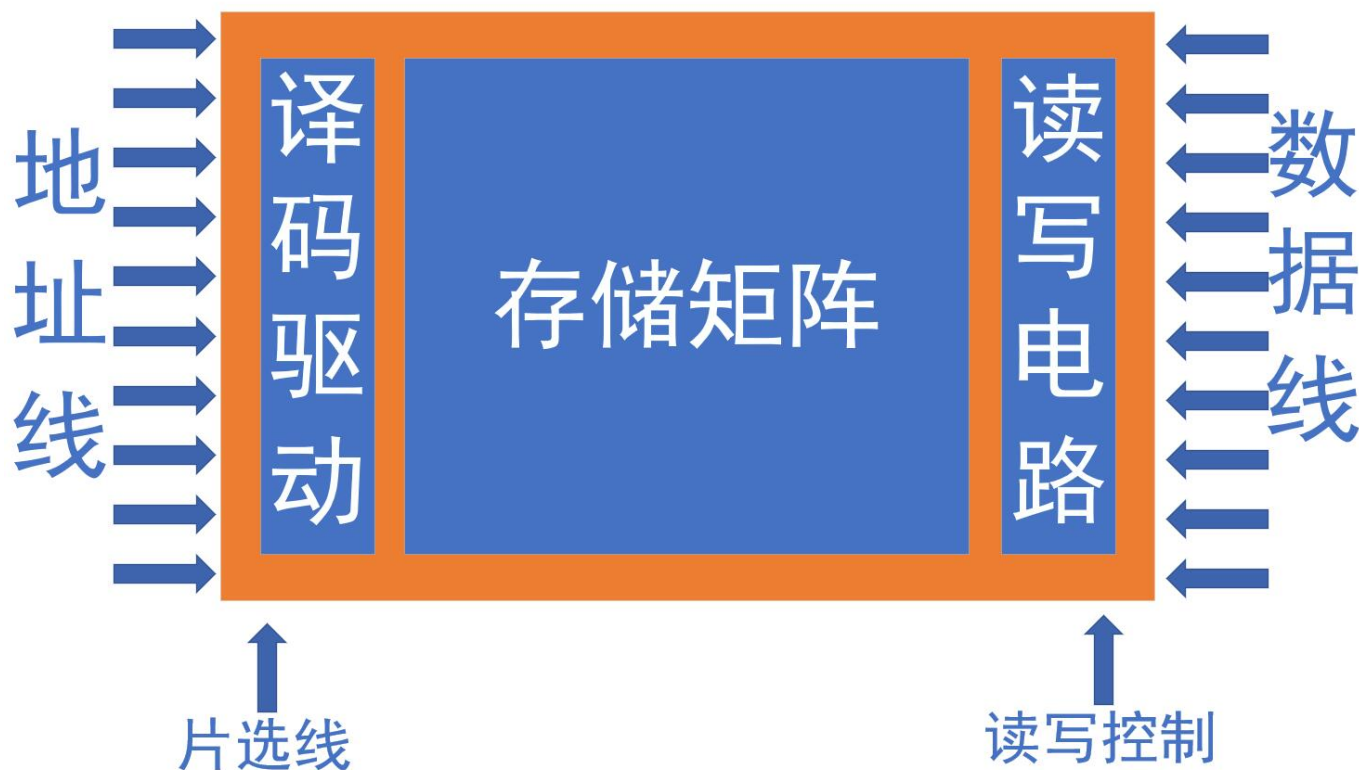 地址线
译码驱动
存储矩阵
读写电路
数据线
片选线
读写控制